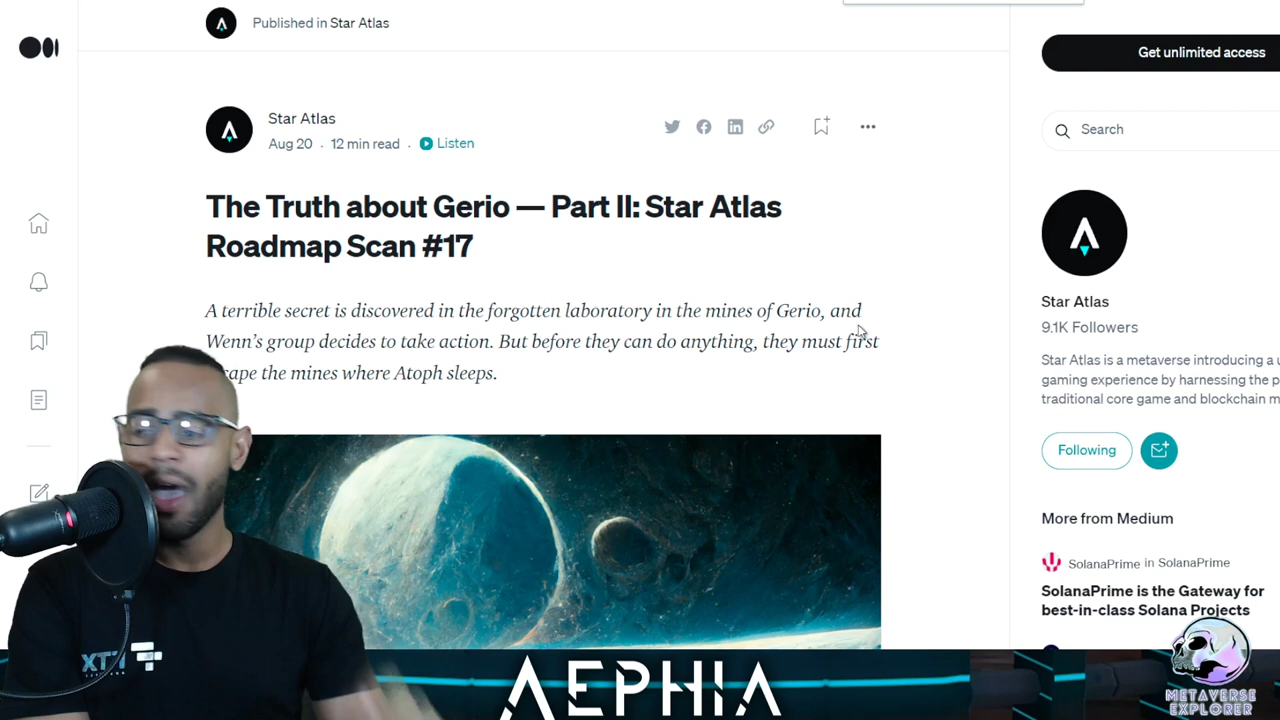 Published in Star Atlas
Get unlimited access
Star Atlas
Aug 20 · 12 min read · Listen
Search
The Truth about Gerio — Part II: Star Atlas
Roadmap Scan #17
A terrible secret is discovered in the forgotten laboratory in the mines of Gerio, and
Wenn's group decides to take action. But before they can do anything, they must first
cape the mines where Atoph sleeps.
Star Atlas
9.1K Followers
Star Atlas is a metaverse introducing a u
gaming experience by harnessing the p
traditional core game and blockchain m
Following
More from Medium
SolanaPrime in SolanaPrime
SolanaPrime is the Gateway for
best-in-class Solana Projects
AEPHIA
METAVERSE
EXPLORER